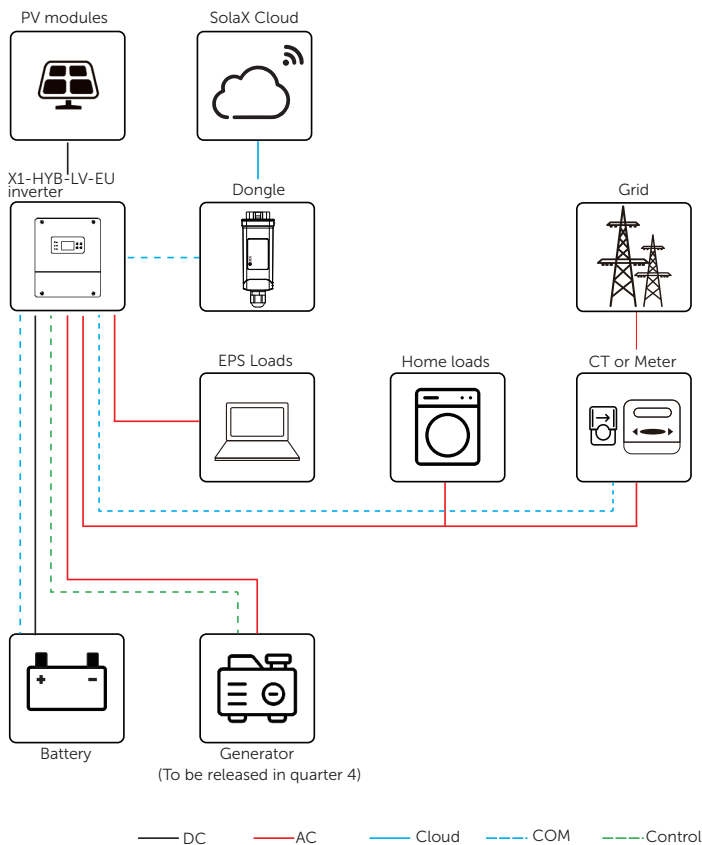 PV modules
SolaX Cloud
X1-HYB-LV-EU
inverter
Dongle
Grid
EPS Loads
Home loads
CT or Meter
+ -
Battery
Generator
(To be released in quarter 4)
DC
AC
Cloud
COM
Control